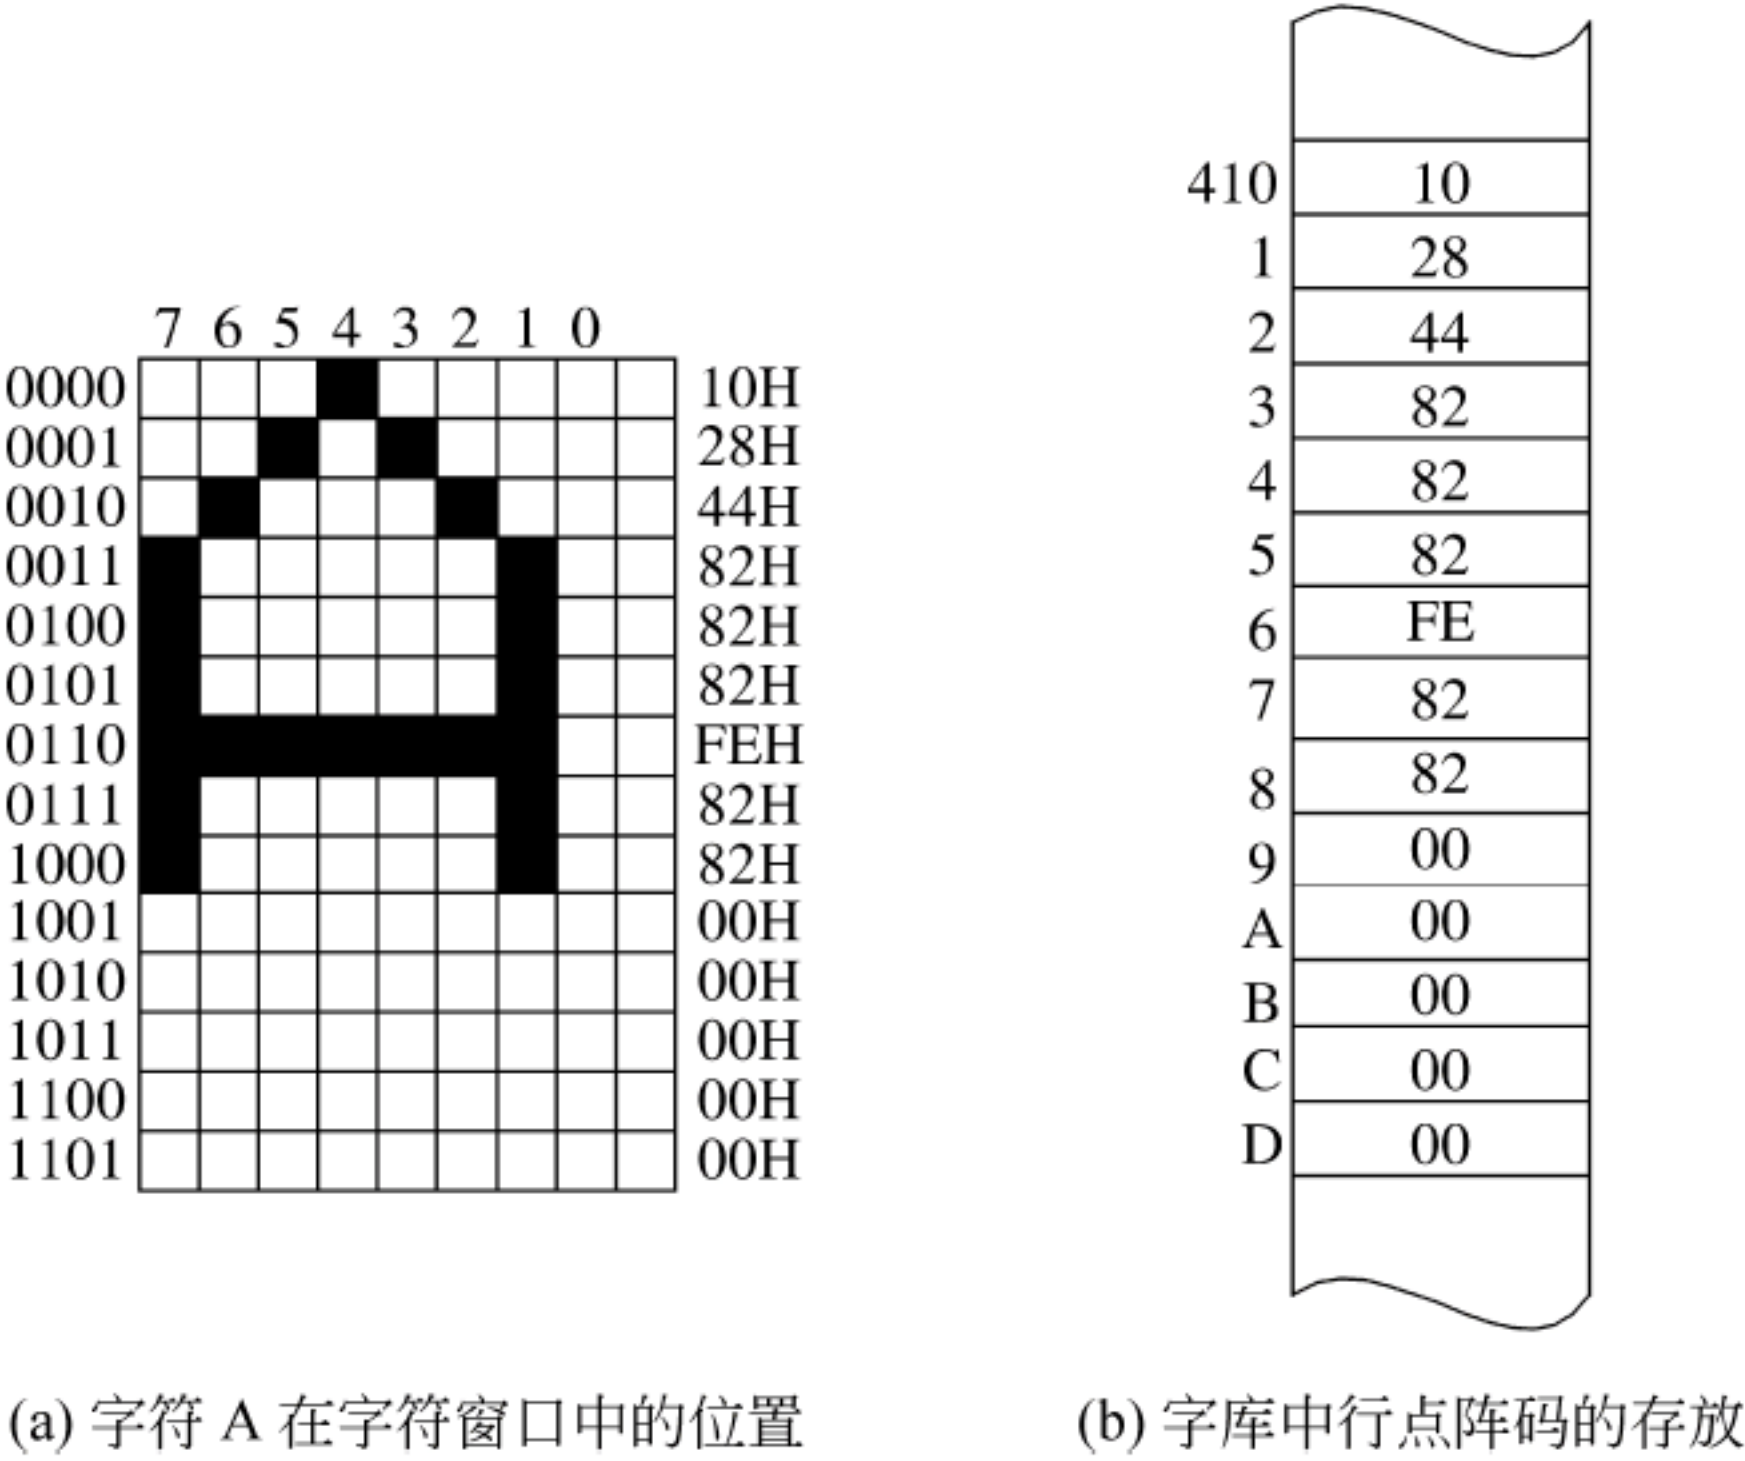 7 6 5 4 3 2 1 0
0000 10H
0001 28H
0010 44H
0011 82H
0100 82H
0101 82H
0110 FEH
0111 82H
1000 82H
1001 00H
1010 00H
1011 00H
1100 00H
1101 00H
(a) 字符 A 在字符窗口中的位置
410 10
1 28
2 44
3 82
4 82
5 82
6 FE
7 82
8 82
9 00
A 00
B 00
C 00
D 00
(b) 字库中行点阵码的存放